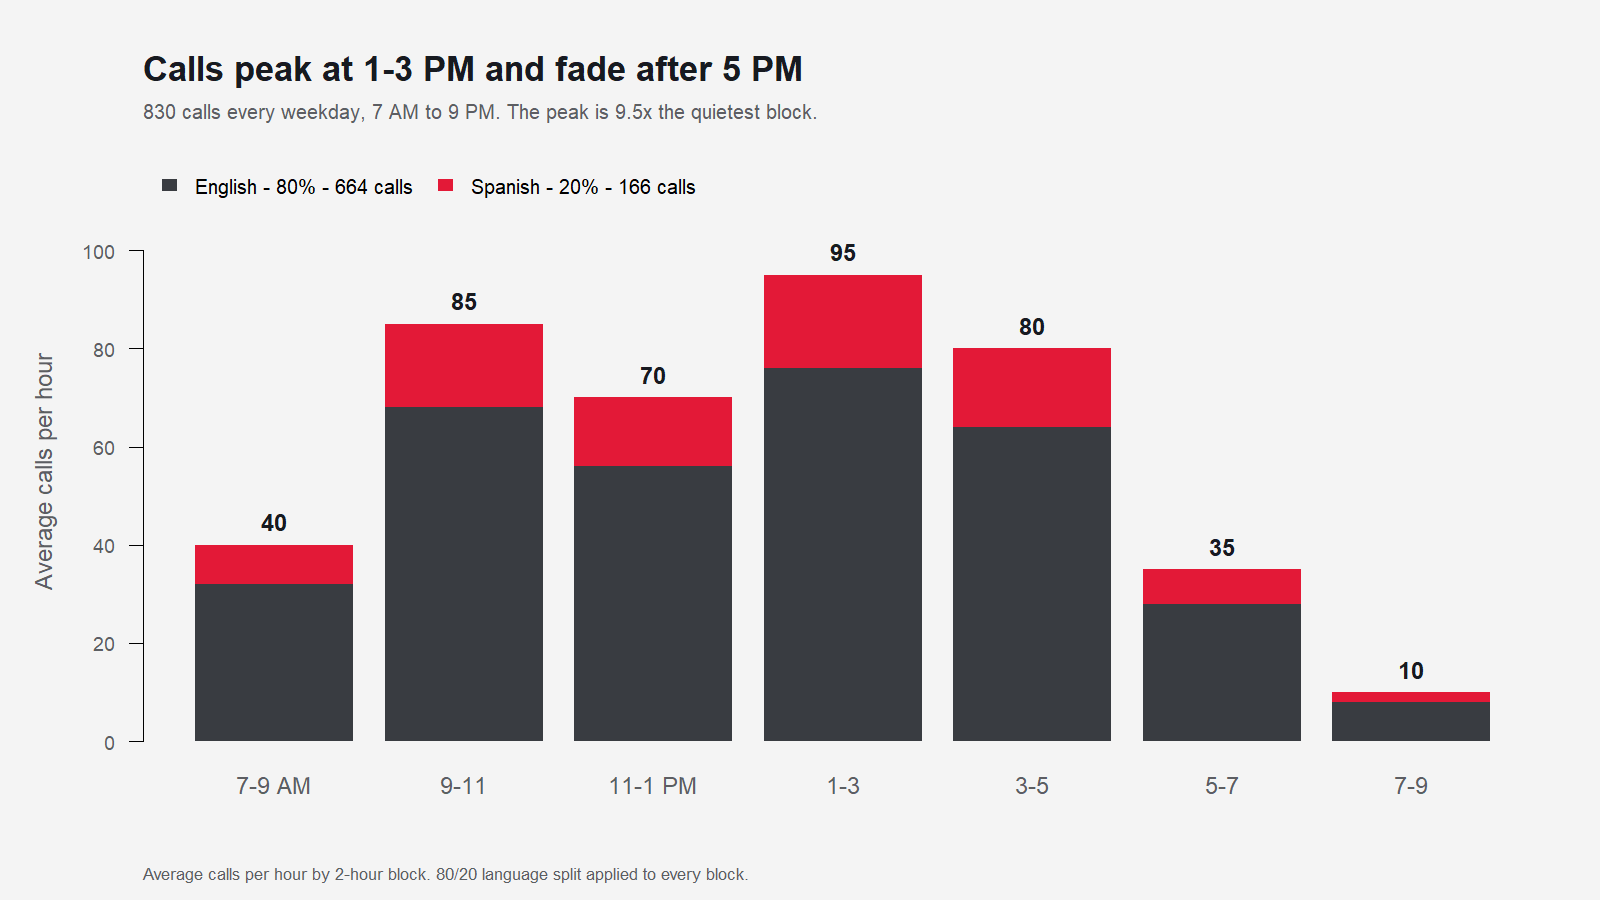 Calls peak at 1-3 PM and fade after 5 PM
830 calls every weekday, 7 AM to 9 PM. The peak is 9.5x the quietest block.
English - 80% - 664 calls
Spanish - 20% - 166 calls
Average calls per hour
100
80
60
40
20
0
40
85
70
95
80
35
10
7-9 AM
9-11
11-1 PM
1-3
3-5
5-7
7-9
Average calls per hour by 2-hour block. 80/20 language split applied to every block.